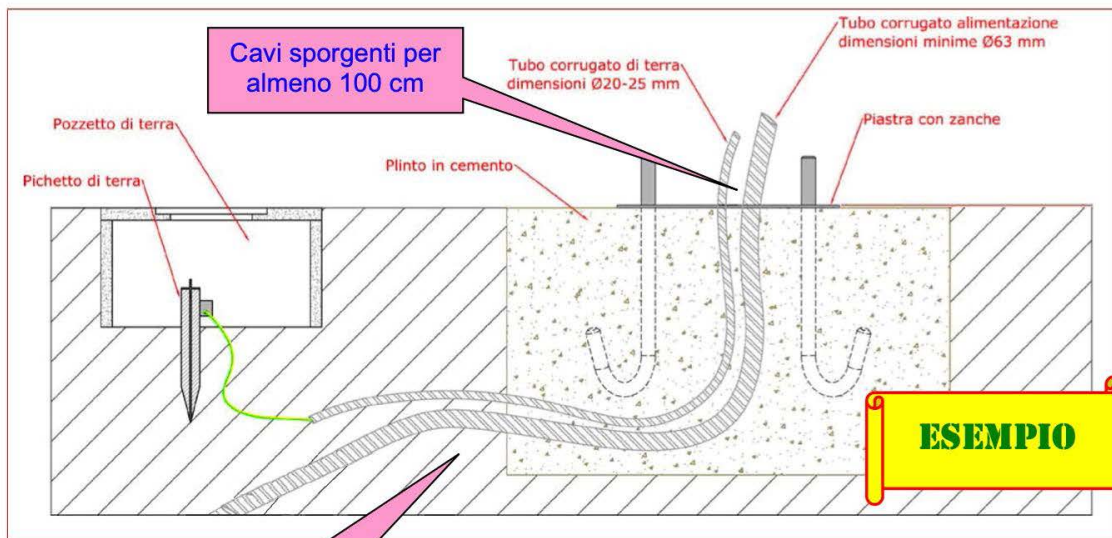 Cavi sporgenti per
almeno 100 cm
Tubo corrugato alimentazione
dimensioni minime Ø63 mm
Tubo corrugato di terra
dimensioni Ø20-25 mm
Pozzetto di terra
Piastra con zanche
Plinto in cemento
Pichetto di terra
ESEMPIO